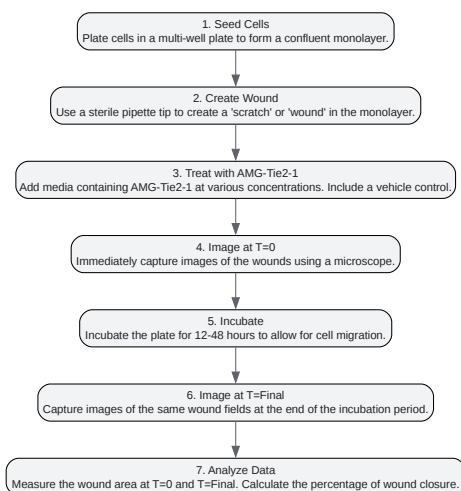 1. Seed Cells
Plate cells in a multi-well plate to form a confluent monolayer.
2. Create Wound
Use a sterile pipette tip to create a 'scratch' or 'wound' in the monolayer.
3. Treat with AMG-Tie2-1
Add media containing AMG-Tie2-1 at various concentrations. Include a vehicle control.
4. Image at T=0
Immediately capture images of the wounds using a microscope.
5. Incubate
Incubate the plate for 12-48 hours to allow for cell migration.
6. Image at T=Final
Capture images of the same wound fields at the end of the incubation period.
7. Analyze Data
Measure the wound area at T=0 and T=Final. Calculate the percentage of wound closure.